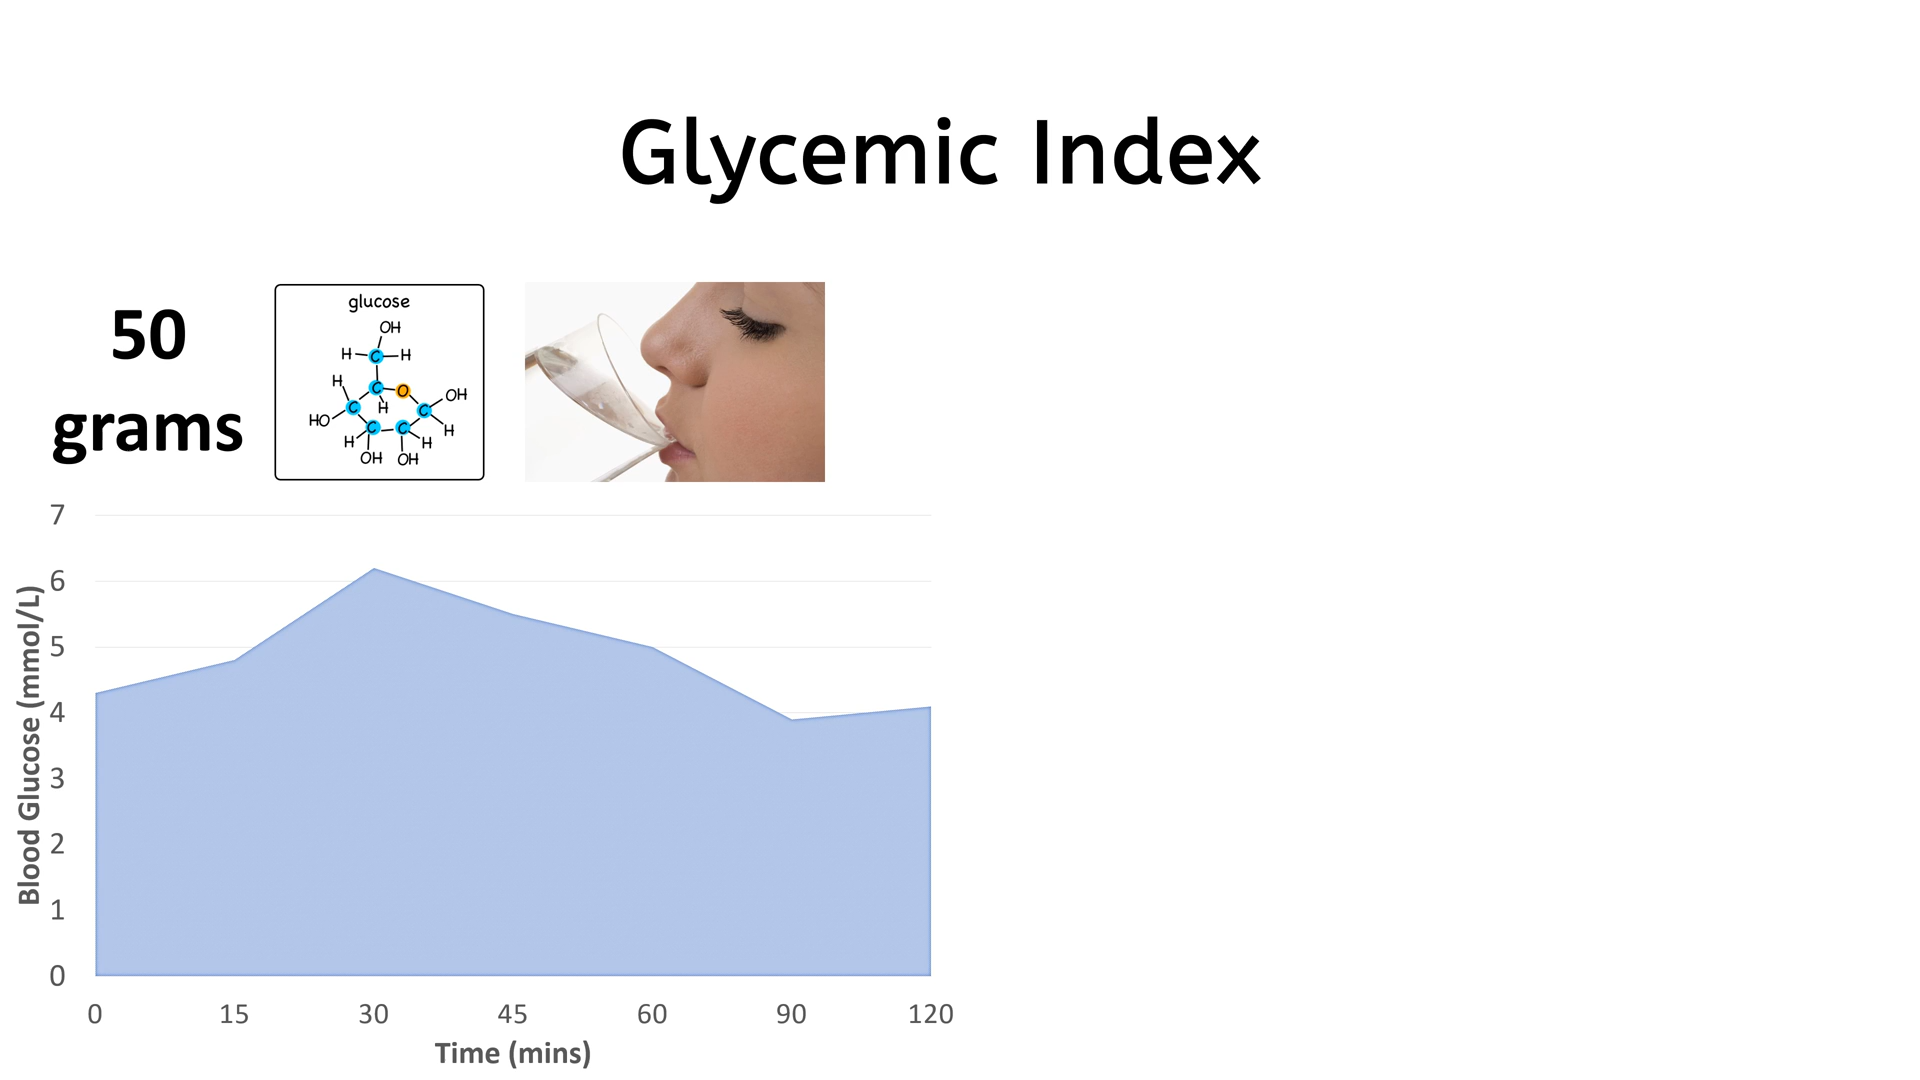 Glycemic Index
50
grams
glucose
OH
H C H
H C O OH
HO C H C
H C C H H
OH OH
7
6
5
4
3
2
1
0
Blood Glucose (mmol/L)
0 15 30 45 60 90 120
Time (mins)